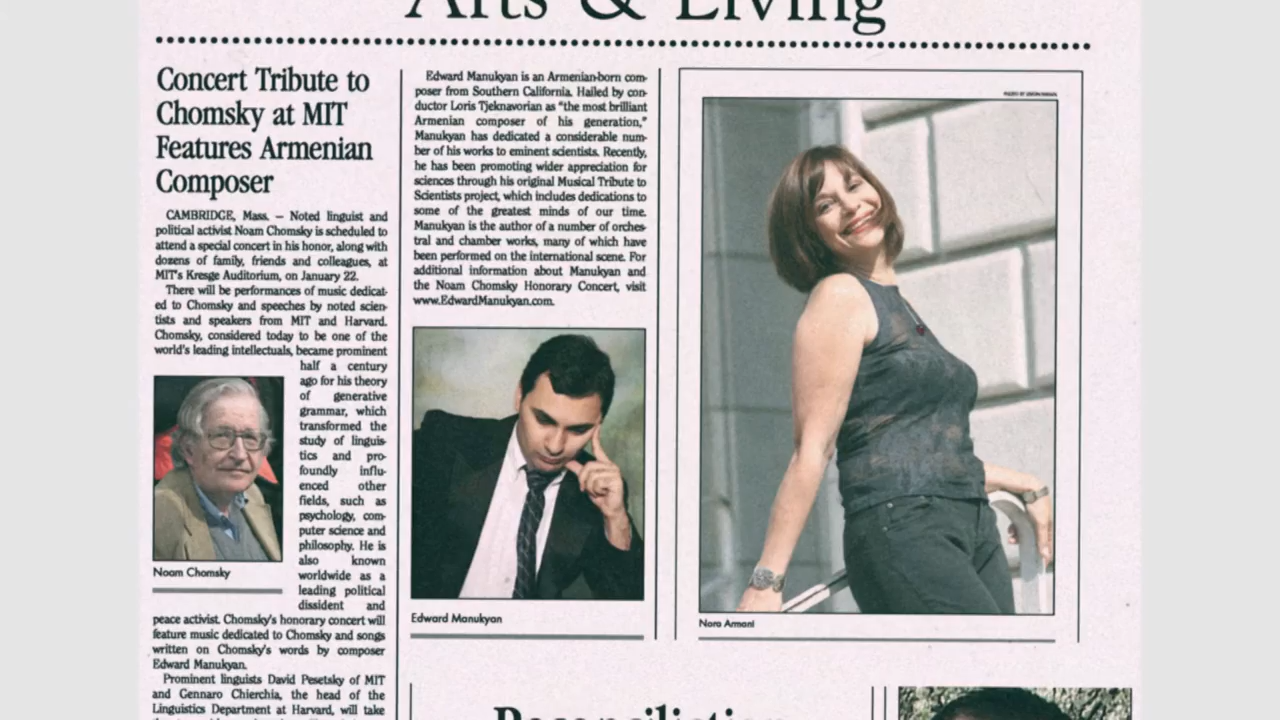 Arts & Living
Concert Tribute to
Chomsky at MIT
Features Armenian
Composer
CAMBRIDGE, Mass. — Noted linguist and
political activist Noam Chomsky is scheduled to
attend a special concert in his honor, along with
dozens of family, friends and colleagues, at
MIT's Kresge Auditorium, on January 22.
There will be performances of music dedicat-
ed to Chomsky and speeches by noted scien-
tists and speakers from MIT and Harvard.
Chomsky, considered today to be one of the
world's leading intellectuals, became prominent
half a century
ago for his theory
of generative
grammar, which
transformed the
study of linguis-
tics and pro-
foundly influ-
enced other
fields, such as
psychology, com-
puter science and
philosophy. He is
also known
worldwide as a
leading political
dissident and
Noam Chomsky
peace activist. Chomsky's honorary concert will
feature music dedicated to Chomsky and songs
written on Chomsky's words by composer
Edward Manukyan.
Prominent linguists David Pesetsky of MIT
and Gennaro Chierchia, the head of the
Linguistics Department at Harvard, will take
Edward Manukyan is an Armenian-born com-
poser from Southern California. Hailed by con-
ductor Loris Tjeknavorian as "the most brilliant
Armenian composer of his generation,"
Manukyan has dedicated a considerable num-
ber of his works to eminent scientists. Recently,
he has been promoting wider appreciation for
sciences through his original Musical Tribute to
Scientists project, which includes dedications to
some of the greatest minds of our time.
Manukyan is the author of a number of orches-
tral and chamber works, many of which have
been performed on the international scene. For
additional information about Manukyan and
the Noam Chomsky Honorary Concert, visit
www.EdwardManukyan.com.
Edward Manukyan
Nora Armani
Reconciliation